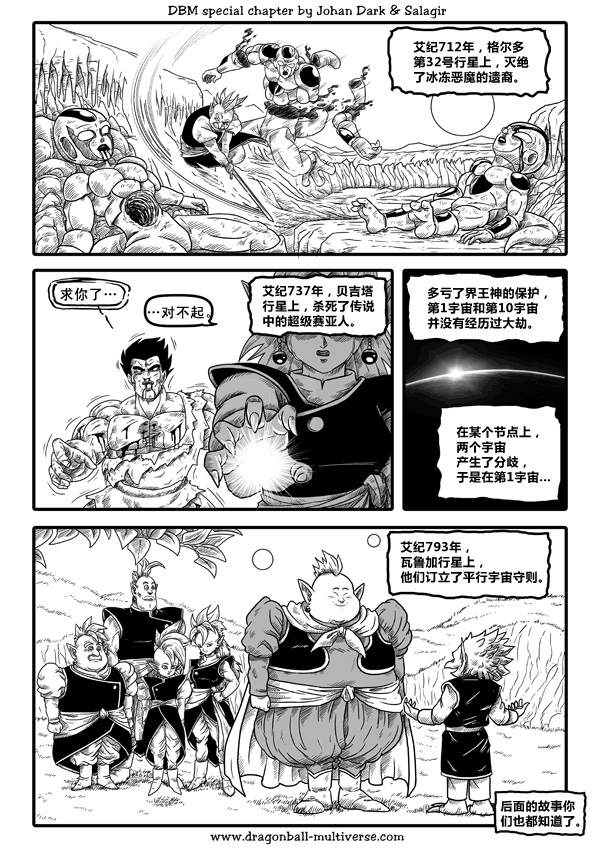 DBM special chapter by Johan Dark & Salagir
艾纪712年，格尔多
第32号行星上，灭绝
了冰冻恶魔的遗裔。
求你了…
…对不起。
艾纪737年，贝吉塔
行星上，杀死了传说
中的超级赛亚人。
多亏了界王神的保护，
第1宇宙和第10宇宙
并没有经历过大劫。
在某个节点上，
两个宇宙
产生了分歧，
于是在第1宇宙…
艾纪793年，
瓦鲁加行星上，
他们订立了平行宇宙守则。
后面的故事你
们也都知道了。
www.dragonball-multiverse.com